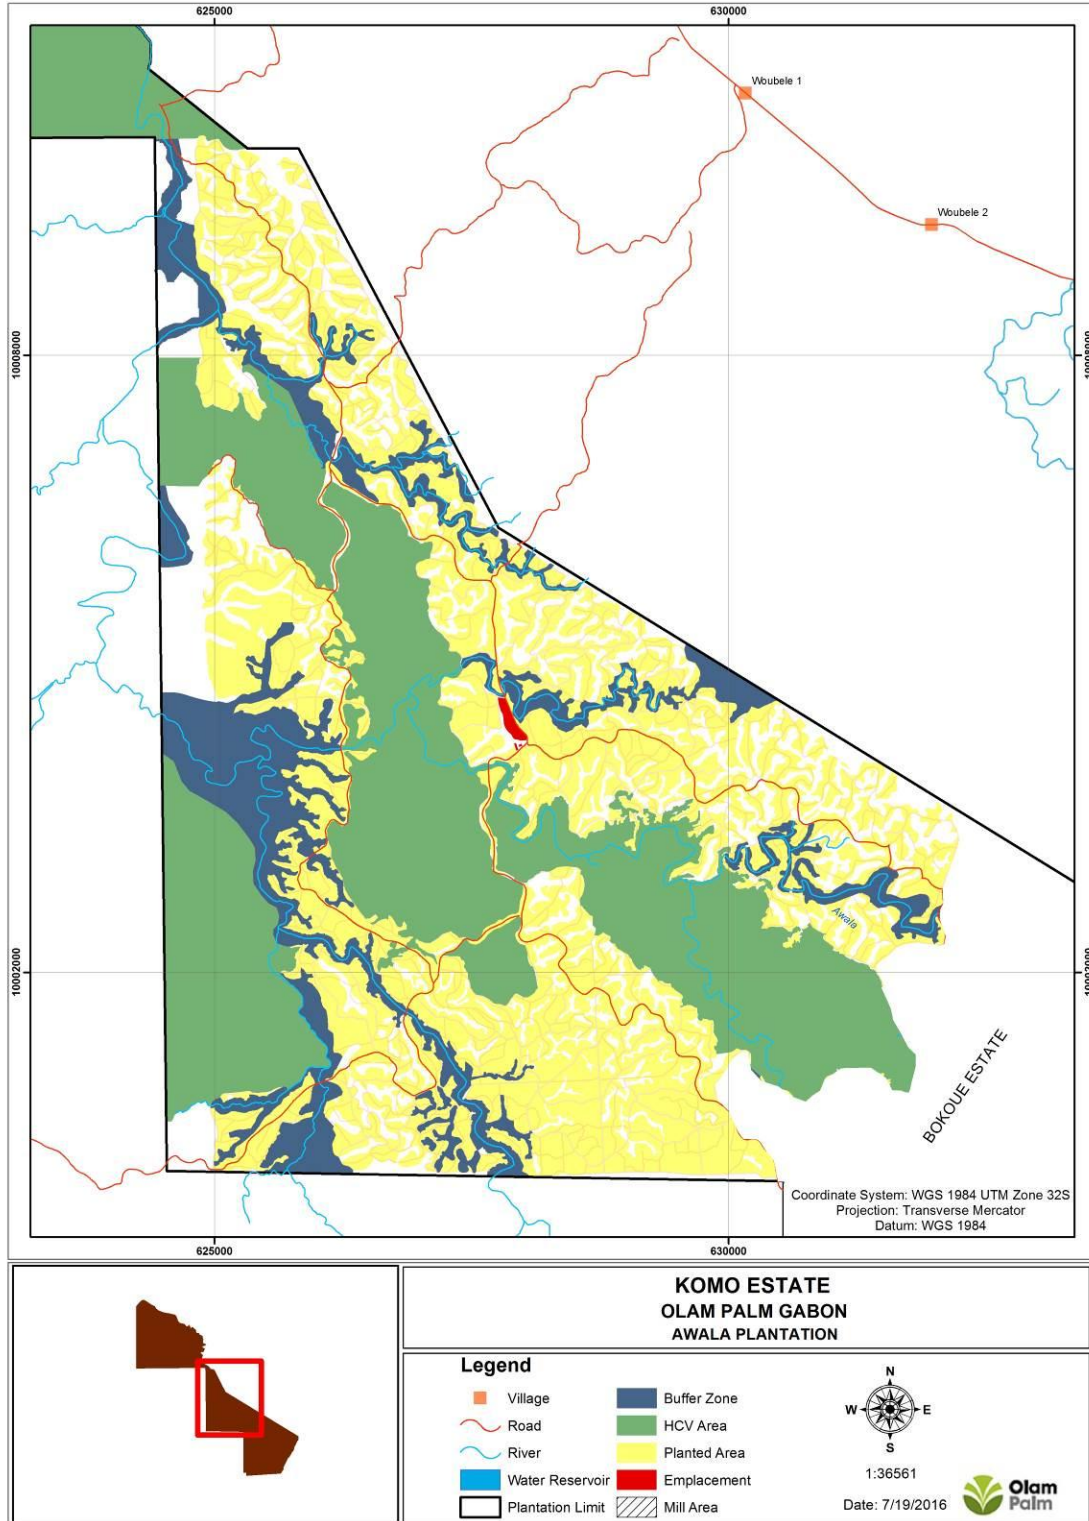 625000
630000
Woubele 1
Woubele 2
10008000
10008000
Awala
10002000
10002000
BOKOUE ESTATE
Coordinate System: WGS 1984 UTM Zone 32S
Projection: Transverse Mercator
Datum: WGS 1984
625000
630000
KOMO ESTATE
OLAM PALM GABON
AWALA PLANTATION
Legend
Village
Road
River
Water Reservoir
Plantation Limit
Buffer Zone
HCV Area
Planted Area
Emplacement
Mill Area
N
W
E
S
1:36561
Date: 7/19/2016
Olam
Palm